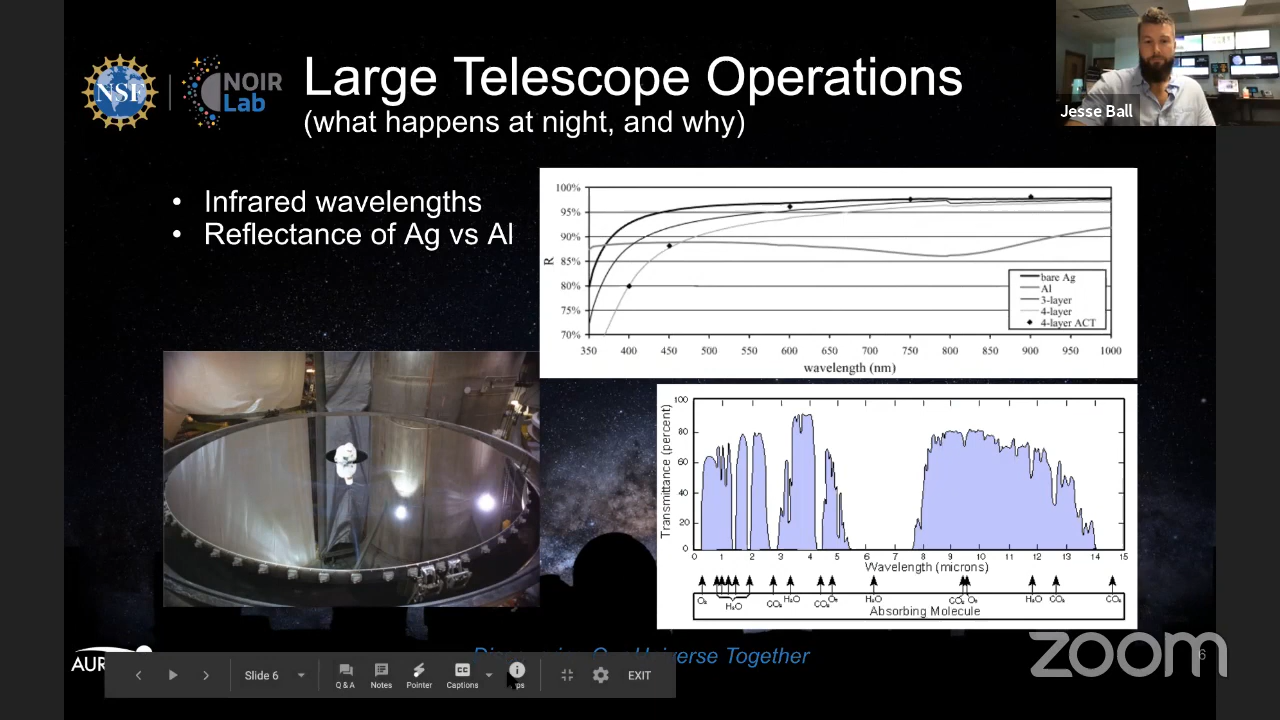 NSF
NOIR
Lab
Large Telescope Operations
(what happens at night, and why)
Jesse Ball
• Infrared wavelengths
• Reflectance of Ag vs Al
100%
95%
90%
85%
80%
75%
70%
R
bare Ag
Al
3-layer
4-layer
4-layer ACT
350 400 450 500 550 600 650 700 750 800 850 900 950 1000
wavelength (nm)
Transmittance (percent)
100
80
60
40
20
0
0 1 2 3 4 5 6 7 8 9 10 11 12 13 14 15
Wavelength (microns)
O₂ H₂O CO₂ H₂O CO₂ O₃ H₂O CO₂ O₃ H₂O CO₂ CO₂
Absorbing Molecule
AUR
Universe Together
zoom
6
Slide 6
Q & A
Notes
Pointer
Captions
EXIT